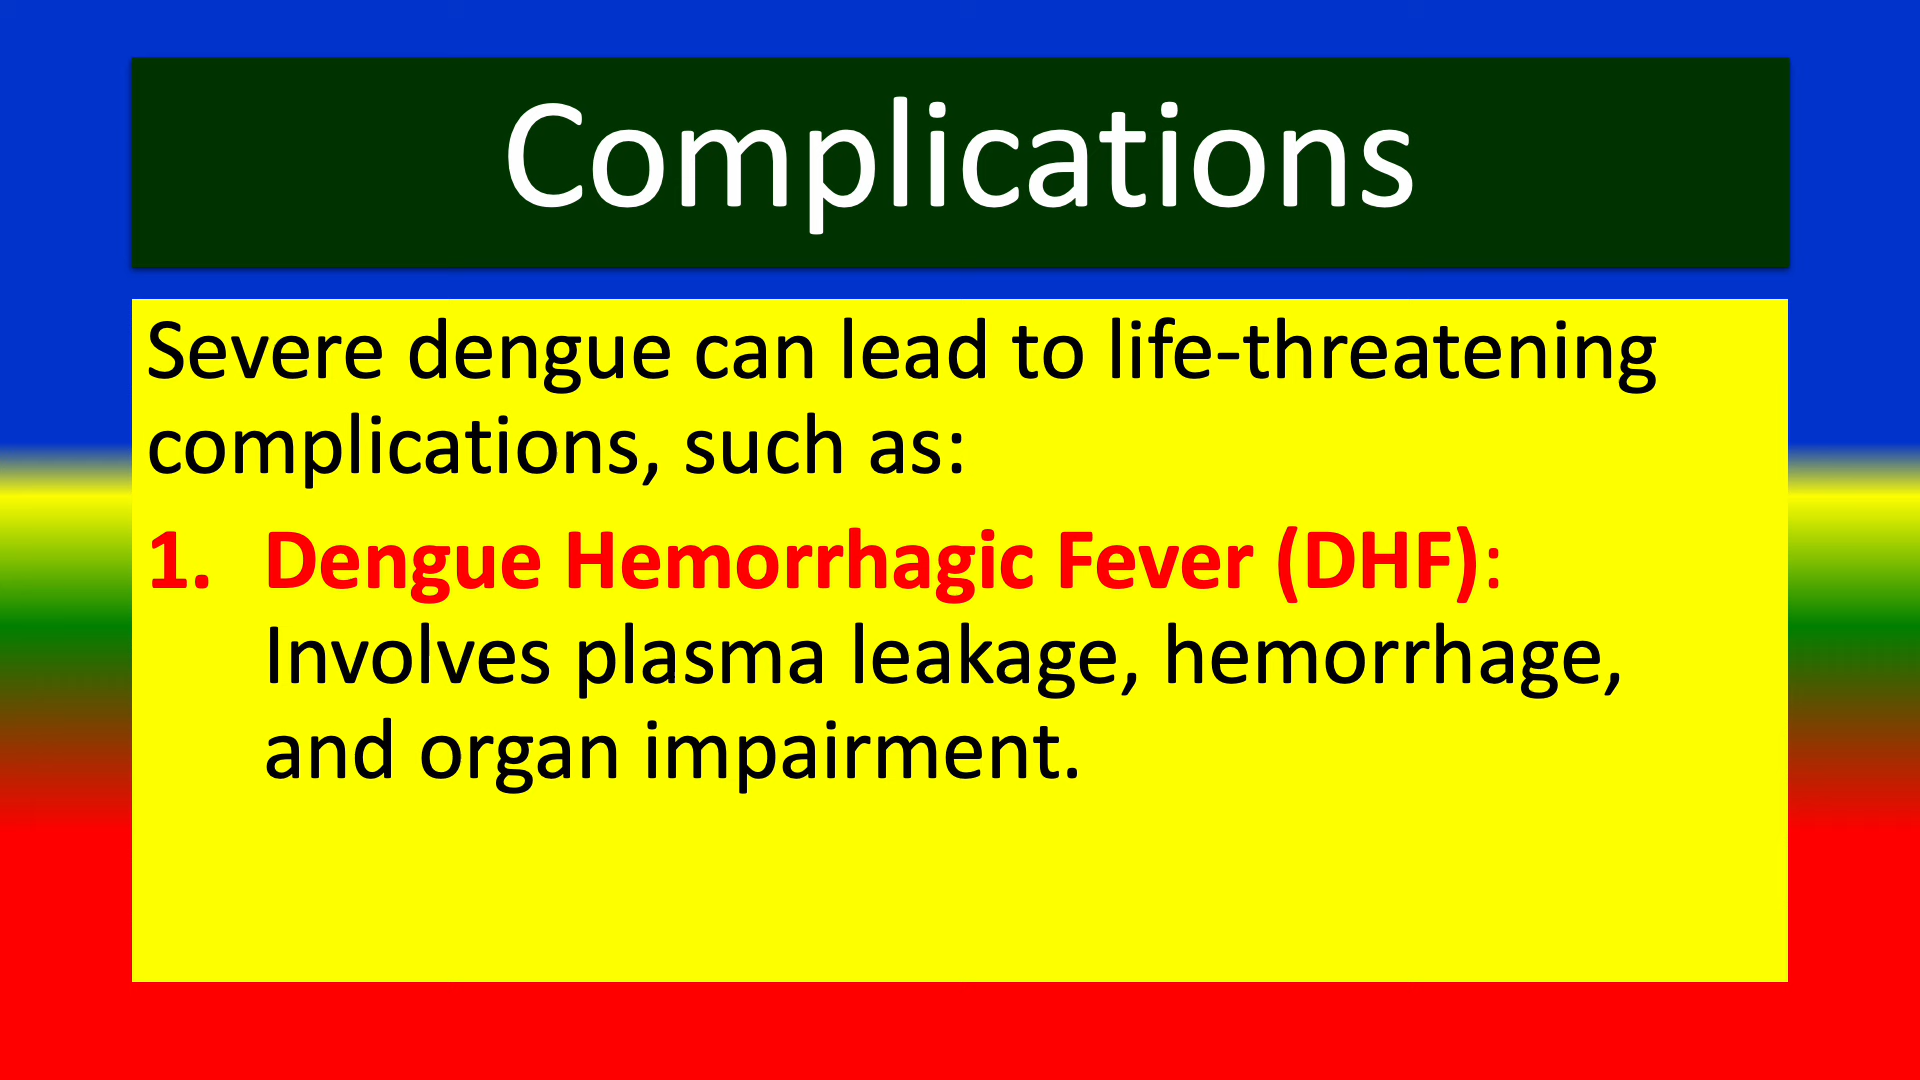 Complications
Severe dengue can lead to life-threatening
complications, such as:
1. Dengue Hemorrhagic Fever (DHF):
Involves plasma leakage, hemorrhage,
and organ impairment.